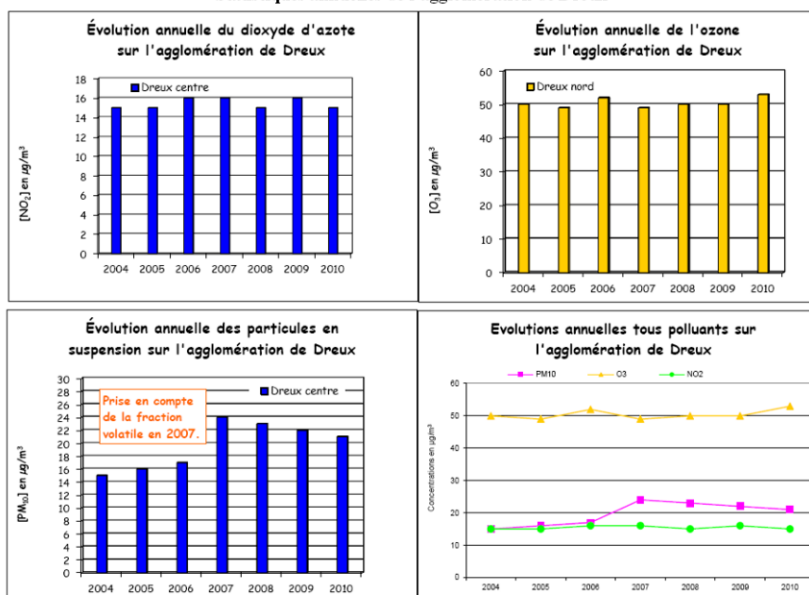 Évolution annuelle du dioxyde d'azote
sur l'agglomération de Dreux
Dreux centre
[NO₂] en µg/m³
18
16
14
12
10
8
6
4
2
0
2004 2005 2006 2007 2008 2009 2010
Évolution annuelle de l'ozone
sur l'agglomération de Dreux
Dreux nord
[O₃] en µg/m³
60
50
40
30
20
10
0
2004 2005 2006 2007 2008 2009 2010
Évolution annuelle des particules en
suspension sur l'agglomération de Dreux
Dreux centre
Prise en compte
de la fraction
volatile en 2007.
[PM₁₀] en µg/m³
30
28
26
24
22
20
18
16
14
12
10
8
6
4
2
0
2004 2005 2006 2007 2008 2009 2010
Evolutions annuelles tous polluants sur
l'agglomération de Dreux
PM10 O3 NO2
Concentrations en µg/m³
60
50
40
30
20
10
0
2004 2005 2006 2007 2008 2009 2010